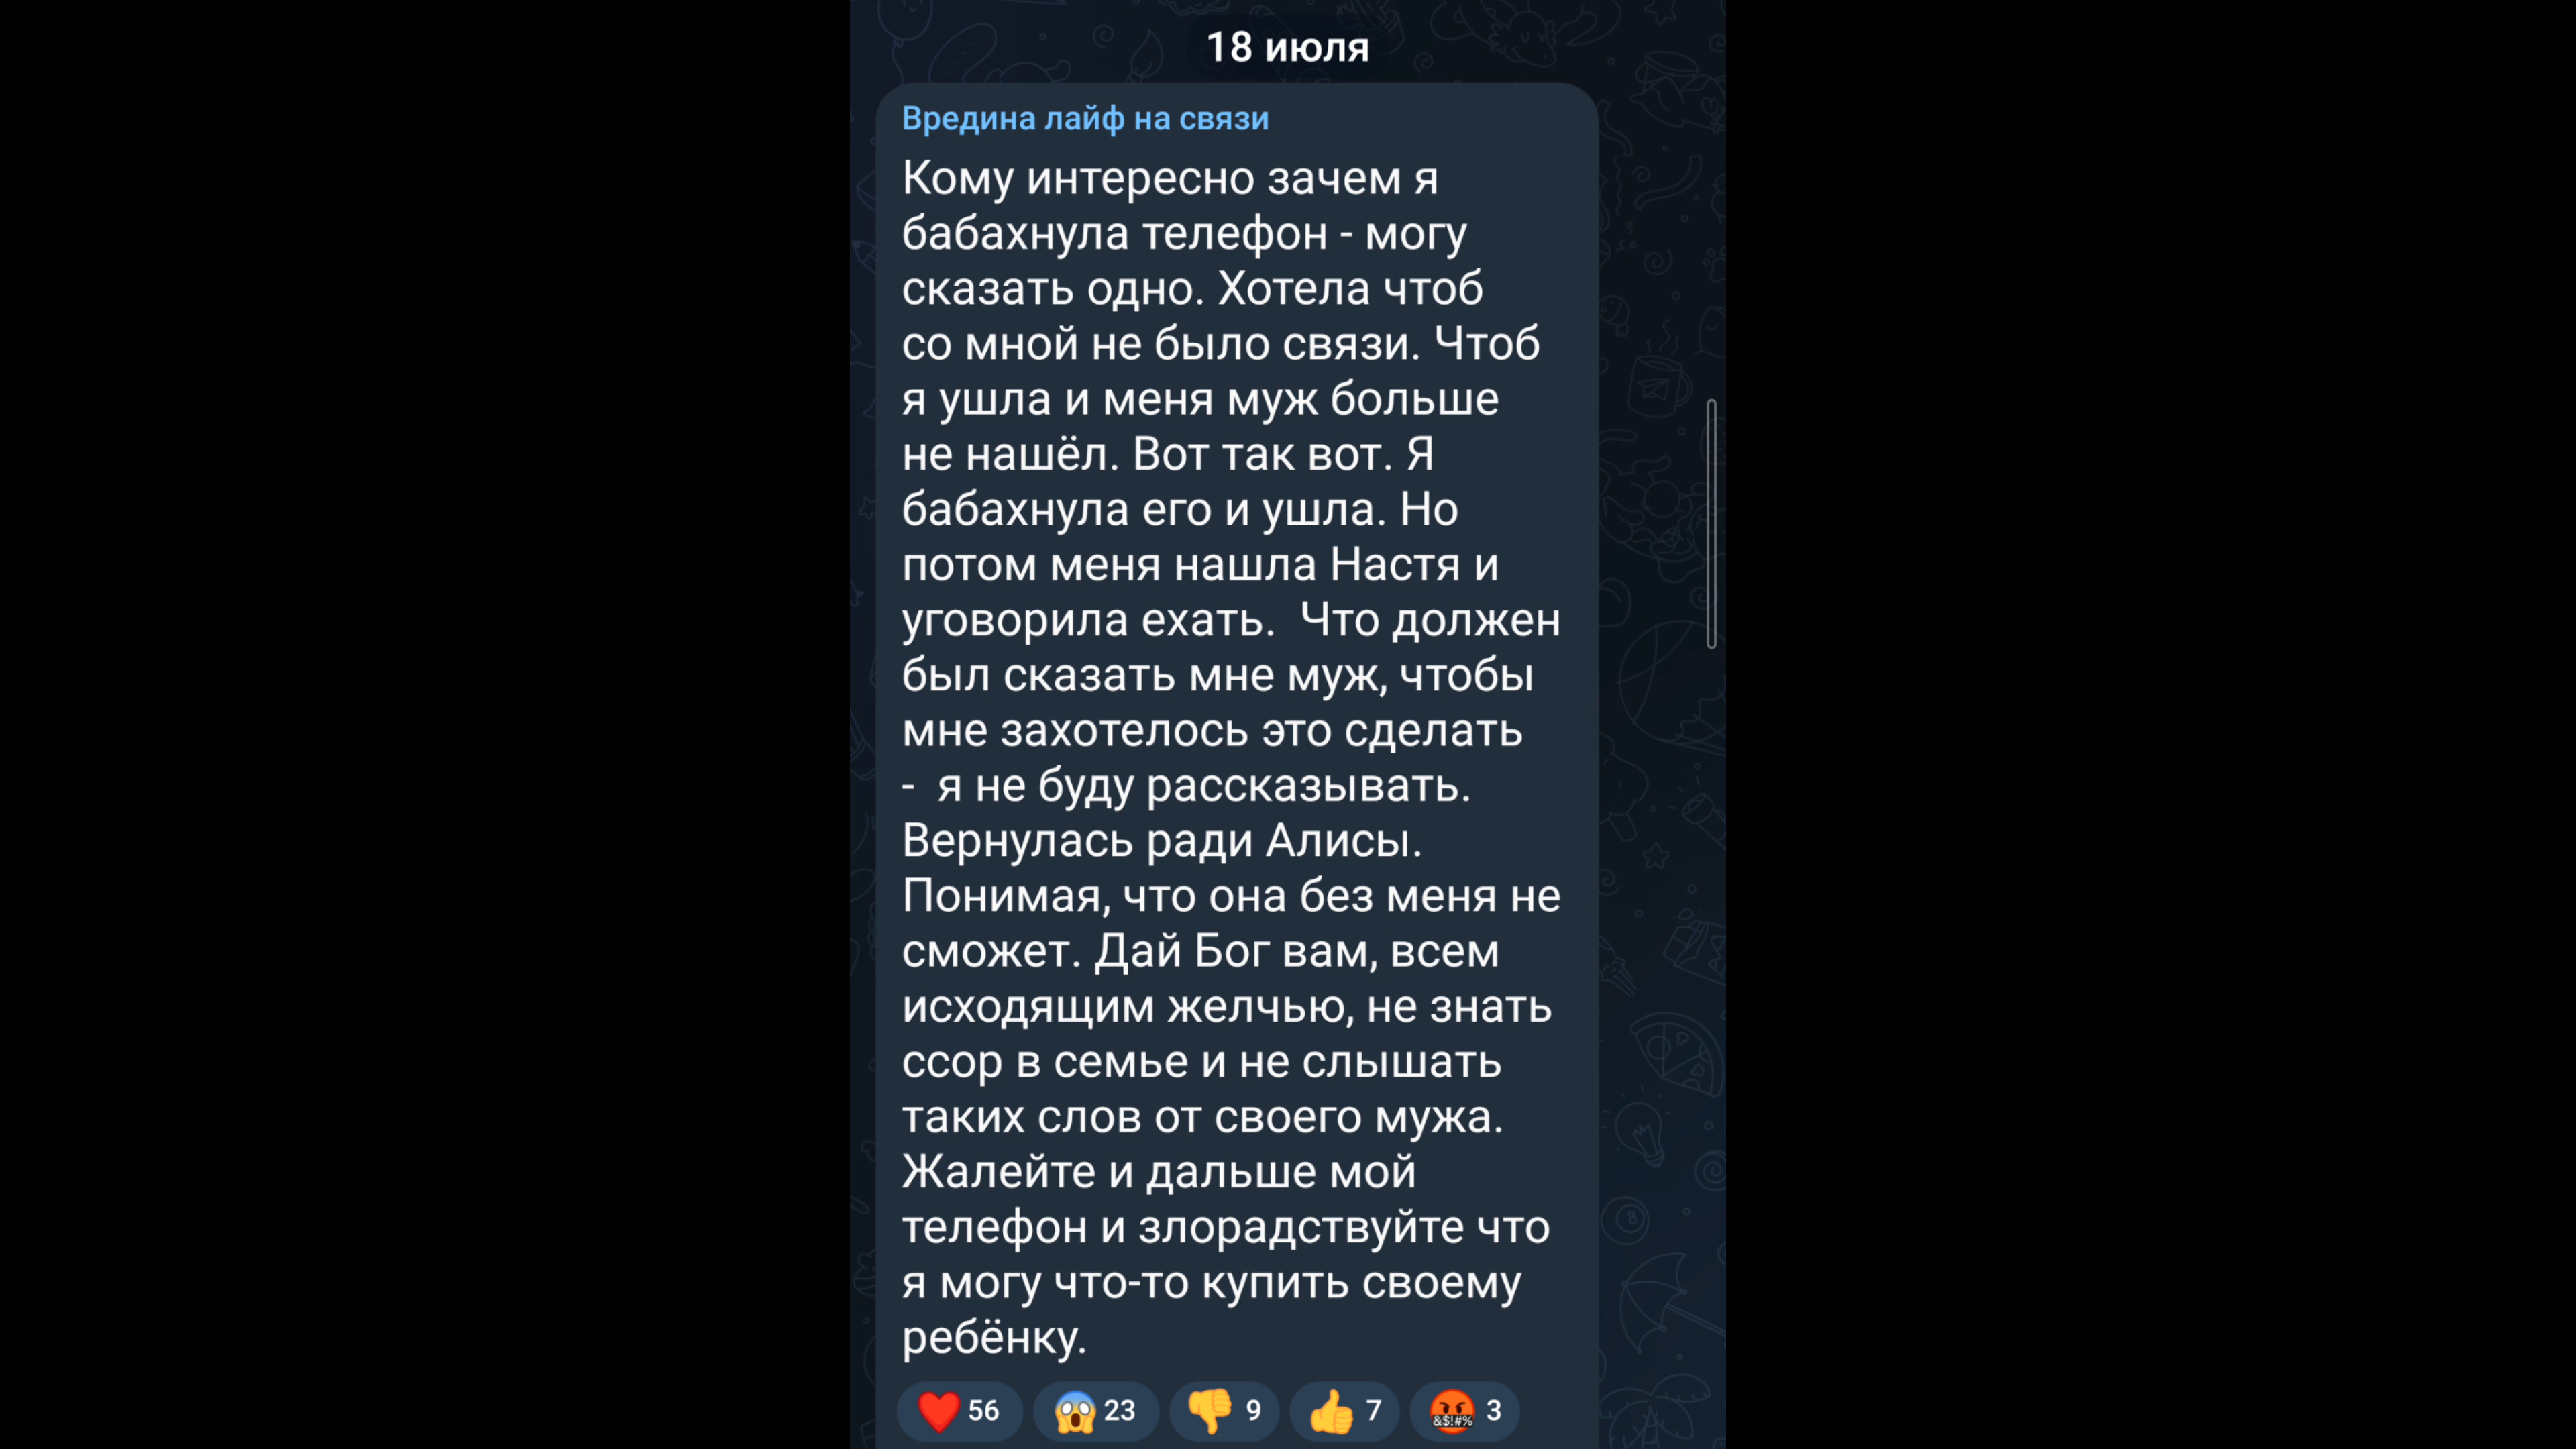 18 июля
Вредина лайф на связи
Кому интересно зачем я
бабахнула телефон - могу
сказать одно. Хотела чтоб
со мной не было связи. Чтоб
я ушла и меня муж больше
не нашёл. Вот так вот. Я
бабахнула его и ушла. Но
потом меня нашла Настя и
уговорила ехать.  Что должен
был сказать мне муж, чтобы
мне захотелось это сделать
-  я не буду рассказывать.
Вернулась ради Алисы.
Понимая, что она без меня не
сможет. Дай Бог вам, всем
исходящим желчью, не знать
ссор в семье и не слышать
таких слов от своего мужа.
Жалейте и дальше мой
телефон и злорадствуйте что
я могу что-то купить своему
ребёнку.
❤️ 56 😱 23 👎 9 👍 7 🤬 3